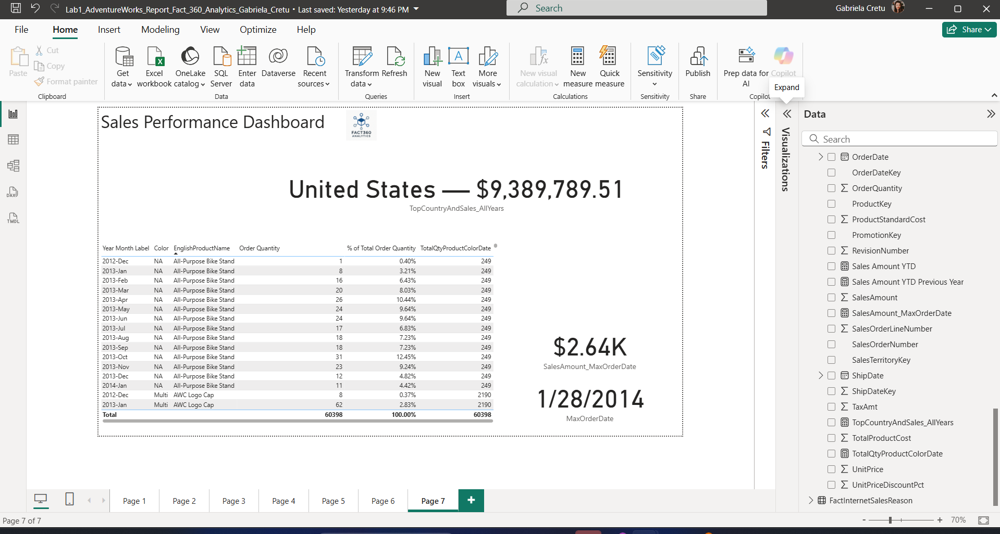 Lab1_AdventureWorks_Report_Fact_360_Analytics_Gabriela_Cretu • Last saved: Yesterday at 9:46 PM
Search
Gabriela Cretu
File Home Insert Modeling View Optimize Help
Share
Paste
Cut
Copy
Format painter
Clipboard
Get data
Excel workbook
OneLake catalog
SQL Server
Enter data
Dataverse
Recent sources
Data
Transform data
Refresh
Queries
New visual
Text box
More visuals
Insert
New visual calculation
New measure
Quick measure
Calculations
Sensitivity
Sensitivity
Publish
Share
Prep data for AI
Copilot
Copilot
Expand
DAX
TMDL
Sales Performance Dashboard
FACT360
ANALYTICS
United States — $9,389,789.51
TopCountryAndSales_AllYears
Year Month Label Color EnglishProductName Order Quantity % of Total Order Quantity TotalQtyProductColorDate
2012-Dec NA All-Purpose Bike Stand 1 0.40% 249
2013-Jan NA All-Purpose Bike Stand 8 3.21% 249
2013-Feb NA All-Purpose Bike Stand 16 6.43% 249
2013-Mar NA All-Purpose Bike Stand 20 8.03% 249
2013-Apr NA All-Purpose Bike Stand 26 10.44% 249
2013-May NA All-Purpose Bike Stand 24 9.64% 249
2013-Jun NA All-Purpose Bike Stand 24 9.64% 249
2013-Jul NA All-Purpose Bike Stand 17 6.83% 249
2013-Aug NA All-Purpose Bike Stand 18 7.23% 249
2013-Sep NA All-Purpose Bike Stand 18 7.23% 249
2013-Oct NA All-Purpose Bike Stand 31 12.45% 249
2013-Nov NA All-Purpose Bike Stand 23 9.24% 249
2013-Dec NA All-Purpose Bike Stand 12 4.82% 249
2014-Jan NA All-Purpose Bike Stand 11 4.42% 249
2012-Dec Multi AWC Logo Cap 8 0.37% 2190
2013-Jan Multi AWC Logo Cap 62 2.83% 2190
Total 60398 100.00% 60398
$2.64K
SalesAmount_MaxOrderDate
1/28/2014
MaxOrderDate
Filters
Visualizations
Data
Search
OrderDate
OrderDateKey
OrderQuantity
ProductKey
ProductStandardCost
PromotionKey
RevisionNumber
Sales Amount YTD
Sales Amount YTD Previous Year
SalesAmount
SalesAmount_MaxOrderDate
SalesOrderLineNumber
SalesOrderNumber
SalesTerritoryKey
ShipDate
ShipDateKey
TaxAmt
TopCountryAndSales_AllYears
TotalProductCost
TotalQtyProductColorDate
UnitPrice
UnitPriceDiscountPct
FactInternetSalesReason
Page 1 Page 2 Page 3 Page 4 Page 5 Page 6 Page 7 +
Page 7 of 7
- + 70%